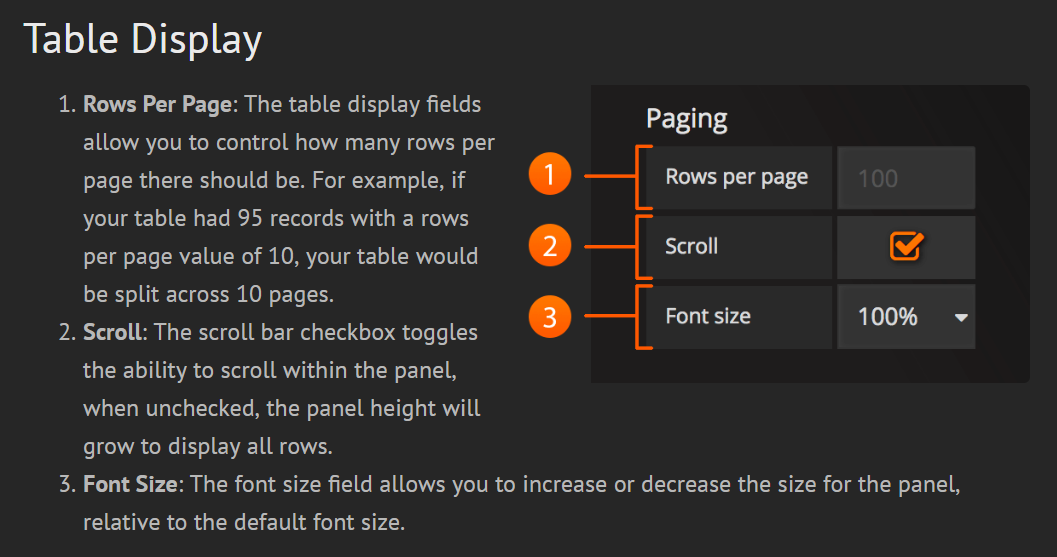 Table Display
1. Rows Per Page: The table display fields
allow you to control how many rows per
page there should be. For example, if
your table had 95 records with a rows
per page value of 10, your table would
be split across 10 pages.
2. Scroll: The scroll bar checkbox toggles
the ability to scroll within the panel,
when unchecked, the panel height will
grow to display all rows.
3. Font Size: The font size field allows you to increase or decrease the size for the panel,
relative to the default font size.
Paging
1 Rows per page 100
2 Scroll
3 Font size 100%